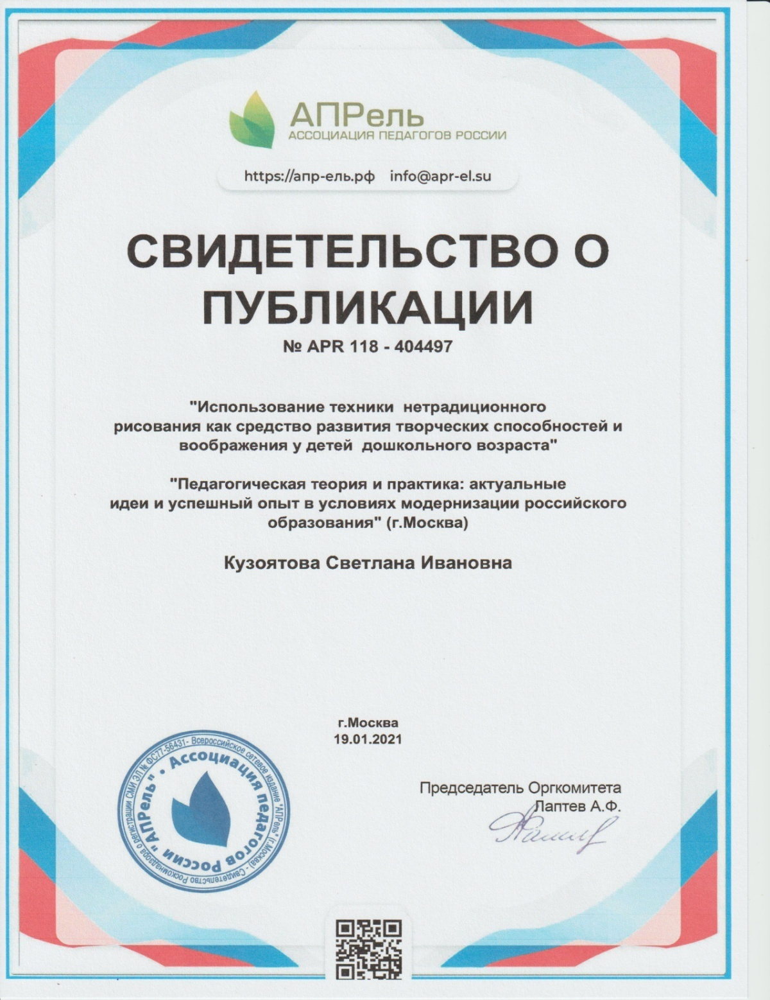 АПРель
АССОЦИАЦИЯ ПЕДАГОГОВ РОССИИ
https://апр-ель.рф info@apr-el.su
СВИДЕТЕЛЬСТВО О
ПУБЛИКАЦИИ
№ APR 118 - 404497
"Использование техники нетрадиционного
рисования как средство развития творческих способностей и
воображения у детей дошкольного возраста"
"Педагогическая теория и практика: актуальные
идеи и успешный опыт в условиях модернизации российского
образования" (г.Москва)
Кузоятова Светлана Ивановна
г.Москва
19.01.2021
Председатель Оргкомитета
Лаптев А.Ф.
Всероссийское сетевое издание "АПРель" (г.Москва) - Свидетельство Роскомнадзора о регистрации СМИ ЭЛ № ФС77-56431-
Ассоциация педагогов России "АПРель" •